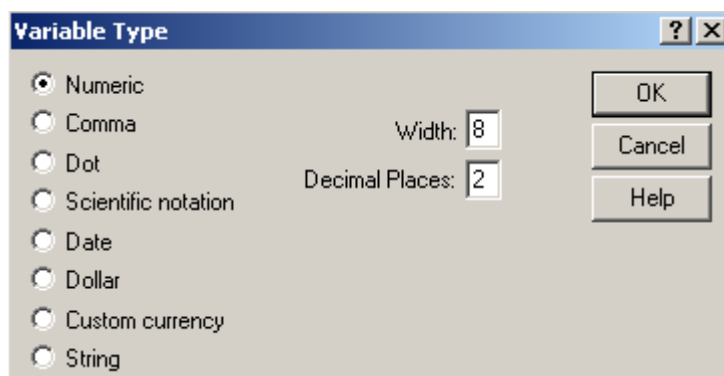 Variable Type
Numeric
Comma
Dot
Scientific notation
Date
Dollar
Custom currency
String
Width: 8
Decimal Places: 2
OK
Cancel
Help